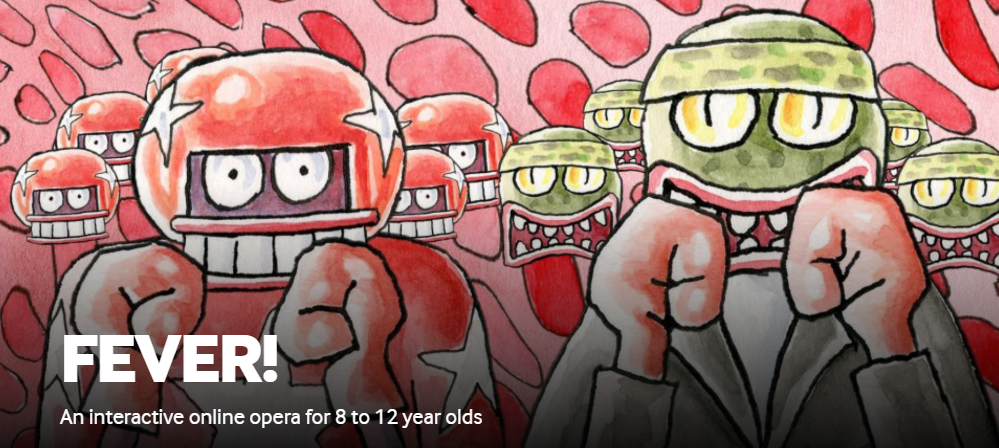 FEVER!
An interactive online opera for 8 to 12 year olds